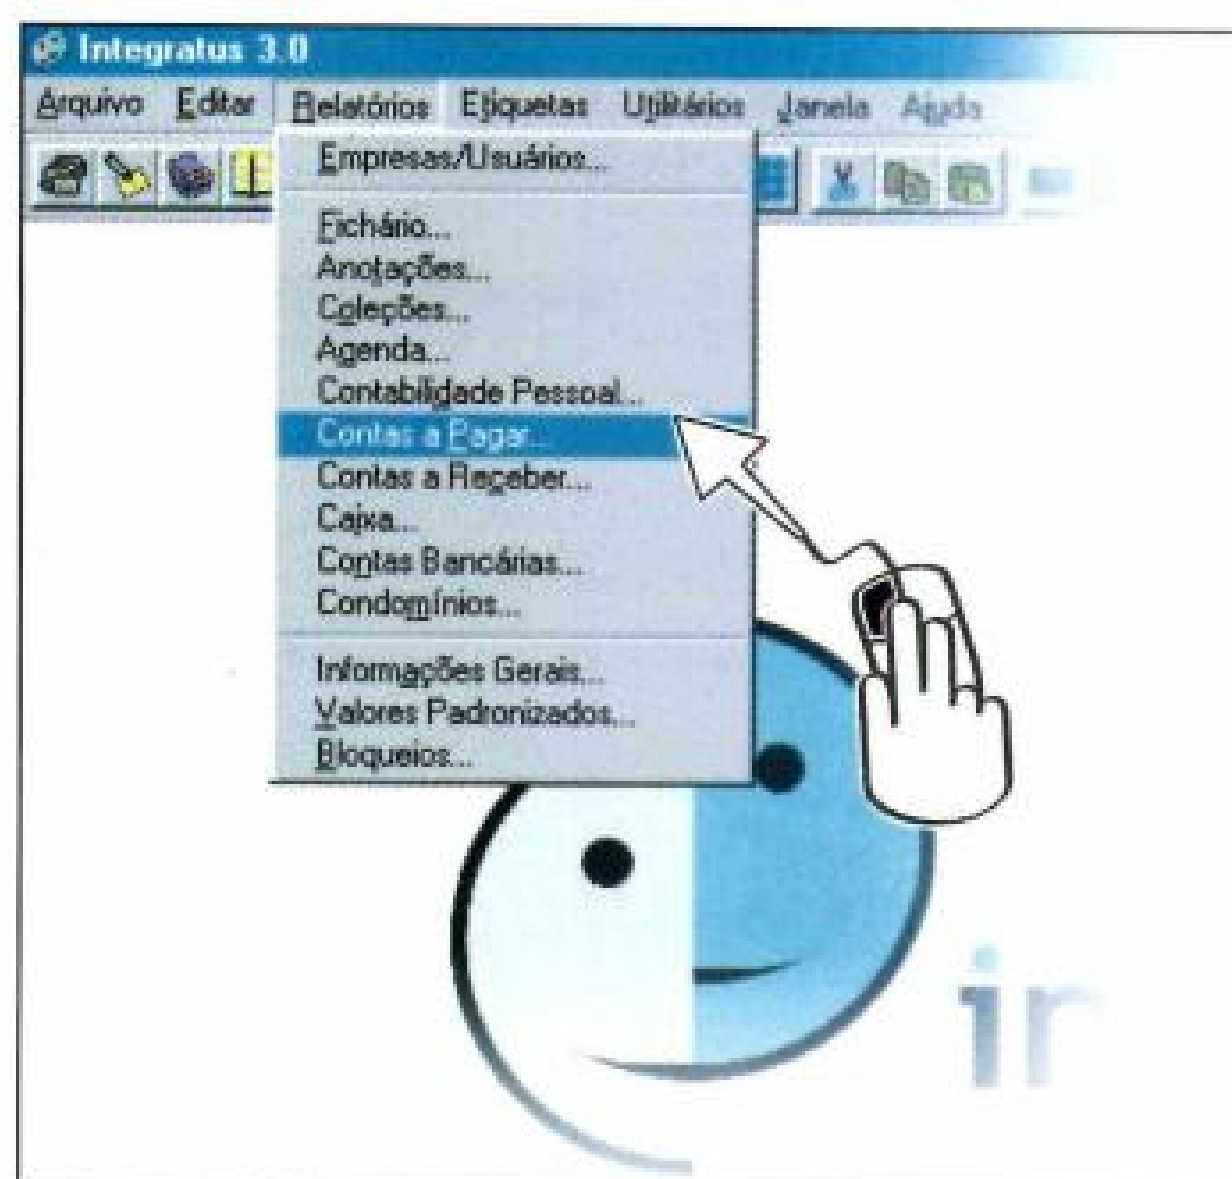 Integratus 3.0
Arquivo Editar Relatórios Etiquetas Utilitários Janela Ajuda
Empresas/Usuários...
Fichário...
Anotações...
Coleções...
Agenda...
Contabilidade Pessoal...
Contas a Pagar...
Contas a Receber...
Caixa...
Contas Bancárias...
Condomínios...
Informações Gerais...
Valores Padronizados...
Bloqueios...
in